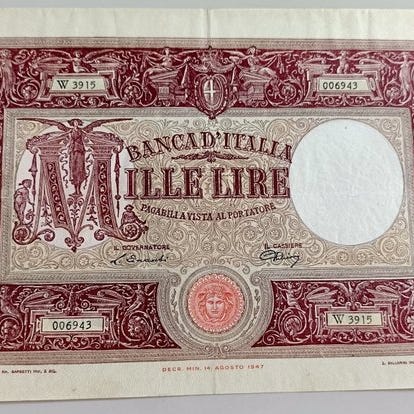 W 3915
006943
BANCA D'ITALIA
MILLE LIRE
PAGABILI A VISTA AL PORTATORE
IL GOVERNATORE
IL CASSIERE
006943
W 3915
DECR. MIN. 14 AGOSTO 1947